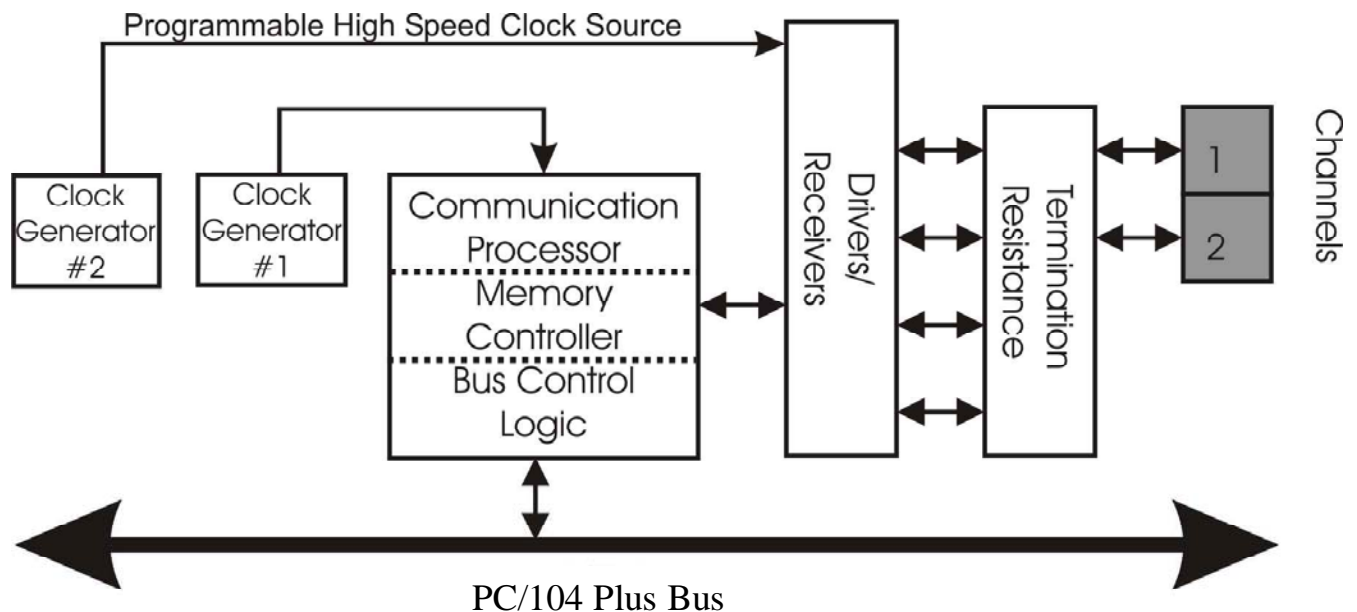 Programmable High Speed Clock Source
Clock
Generator
#2
Clock
Generator
#1
Communication
Processor
Memory
Controller
Bus Control
Logic
Drivers/
Receivers
Termination
Resistance
1
2
Channels
PC/104 Plus Bus